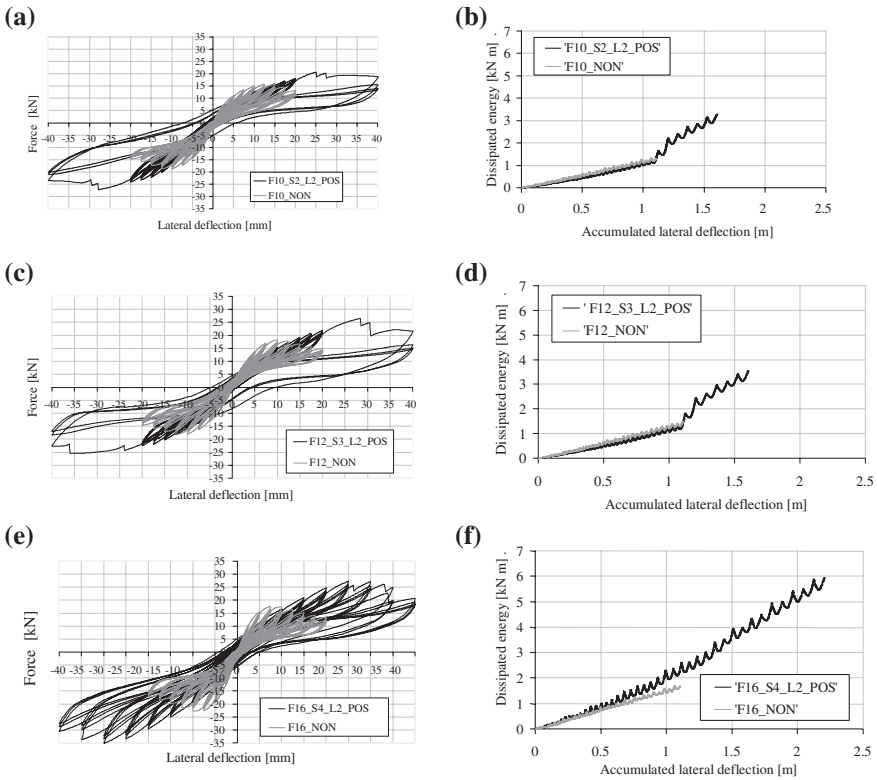 (a)
35
30
25
20
15
10
5
0
-5
-10
-15
-20
-25
-30
-35
-40 -35 -30 -25 -20 -15 -10 -5 0 5 10 15 20 25 30 35 40
Force [kN]
F10_S2_L2_POS
F10_NON
Lateral deflection [mm]
(b)
7
6
5
4
3
2
1
0
0 0.5 1 1.5 2 2.5
Dissipated energy [kN m] .
'F10_S2_L2_POS'
'F10_NON'
Accumulated lateral deflection [m]
(c)
35
30
25
20
15
10
5
0
-5
-10
-15
-20
-25
-30
-35
-40 -35 -30 -25 -20 -15 -10 -5 0 5 10 15 20 25 30 35 40
Force [kN]
F12_S3_L2_POS
F12_NON
Lateral deflection [mm]
(d)
7
6
5
4
3
2
1
0
0 0.5 1 1.5 2 2.5
Dissipated energy [kN m] .
' F12_S3_L2_POS'
'F12_NON'
Accumulated lateral deflection [m]
(e)
35
30
25
20
15
10
5
0
-5
-10
-15
-20
-25
-30
-35
-40 -35 -30 -25 -20 -15 -10 -5 0 5 10 15 20 25 30 35 40
Force [kN]
F16_S4_L2_POS
F16_NON
Lateral deflection [mm]
(f)
7
6
5
4
3
2
1
0
0 0.5 1 1.5 2 2.5
Dissipated energy [kN m] .
'F16_S4_L2_POS'
'F16_NON'
Accumulated lateral deflection [m]